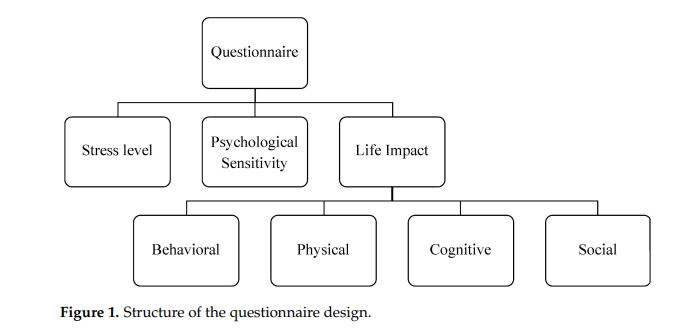 Questionnaire
Stress level
Psychological
Sensitivity
Life Impact
Behavioral
Physical
Cognitive
Social
Figure 1. Structure of the questionnaire design.